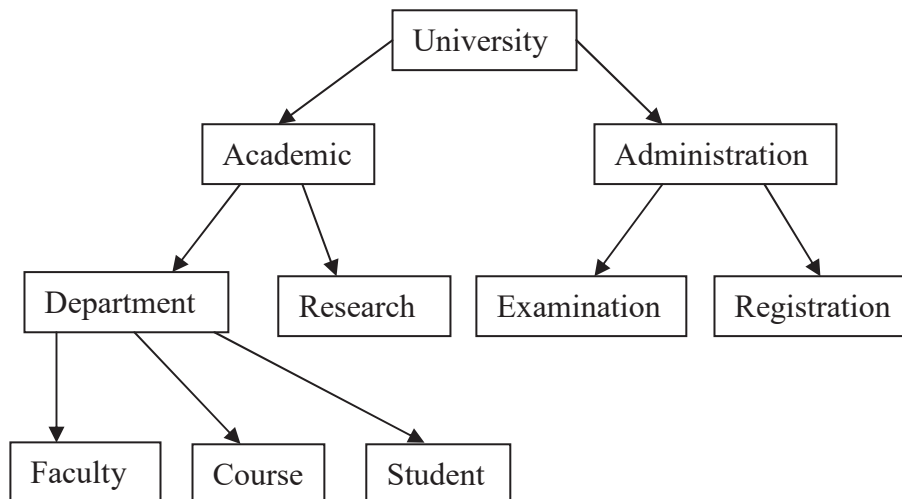 University
Academic
Administration
Department
Research
Examination
Registration
Faculty
Course
Student